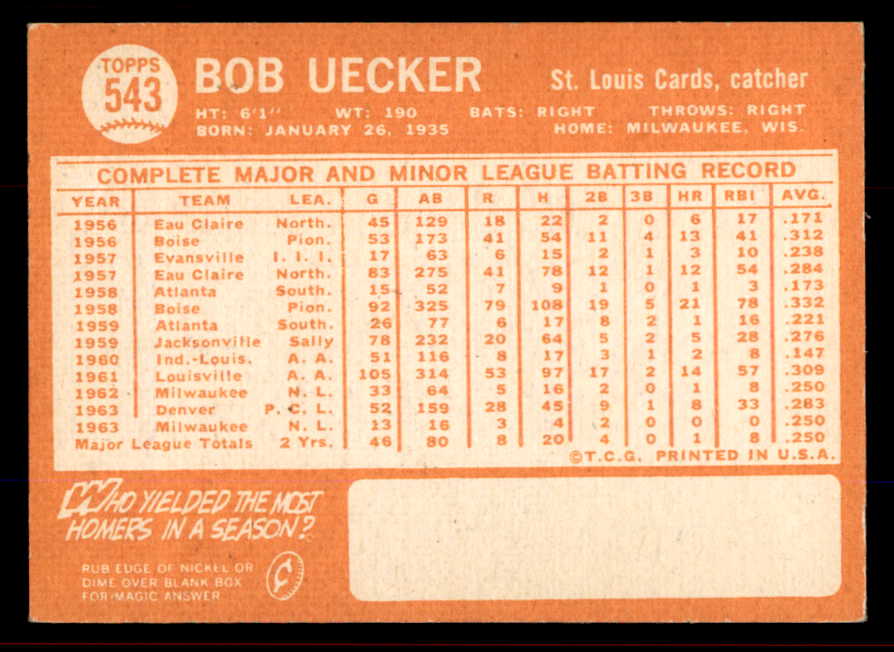 TOPPS
543
BOB UECKER
St. Louis Cards, catcher
HT: 6'1" WT: 190 BATS: RIGHT THROWS: RIGHT
BORN: JANUARY 26, 1935 HOME: MILWAUKEE, WIS.
COMPLETE MAJOR AND MINOR LEAGUE BATTING RECORD
YEAR TEAM LEA. G AB R H 2B 3B HR RBI AVG.
1956 Eau Claire North. 45 129 18 22 2 0 6 17 .171
1956 Boise Pion. 53 173 41 54 11 4 13 41 .312
1957 Evansville I. I. I. 17 63 6 15 2 1 3 10 .238
1957 Eau Claire North. 83 275 41 78 12 1 12 54 .284
1958 Atlanta South. 15 52 7 9 1 0 1 3 .173
1958 Boise Pion. 92 325 79 108 19 5 21 78 .332
1959 Atlanta South. 26 77 6 17 8 2 1 16 .221
1959 Jacksonville Sally 78 232 20 64 5 2 5 28 .276
1960 Ind.-Louis. A. A. 51 116 8 17 3 1 2 8 .147
1961 Louisville A. A. 105 314 53 97 17 2 14 57 .309
1962 Milwaukee N. L. 33 64 5 16 2 0 1 8 .250
1963 Denver P. C. L. 52 159 28 45 9 1 8 33 .283
1963 Milwaukee N. L. 13 16 3 4 2 0 0 0 .250
Major League Totals 2 Yrs. 46 80 8 20 4 0 1 8 .250
©T.C.G. PRINTED IN U.S.A.
WHO YIELDED THE MOST
HOMERS IN A SEASON?
RUB EDGE OF NICKEL OR
DIME OVER BLANK BOX
FOR MAGIC ANSWER
¢